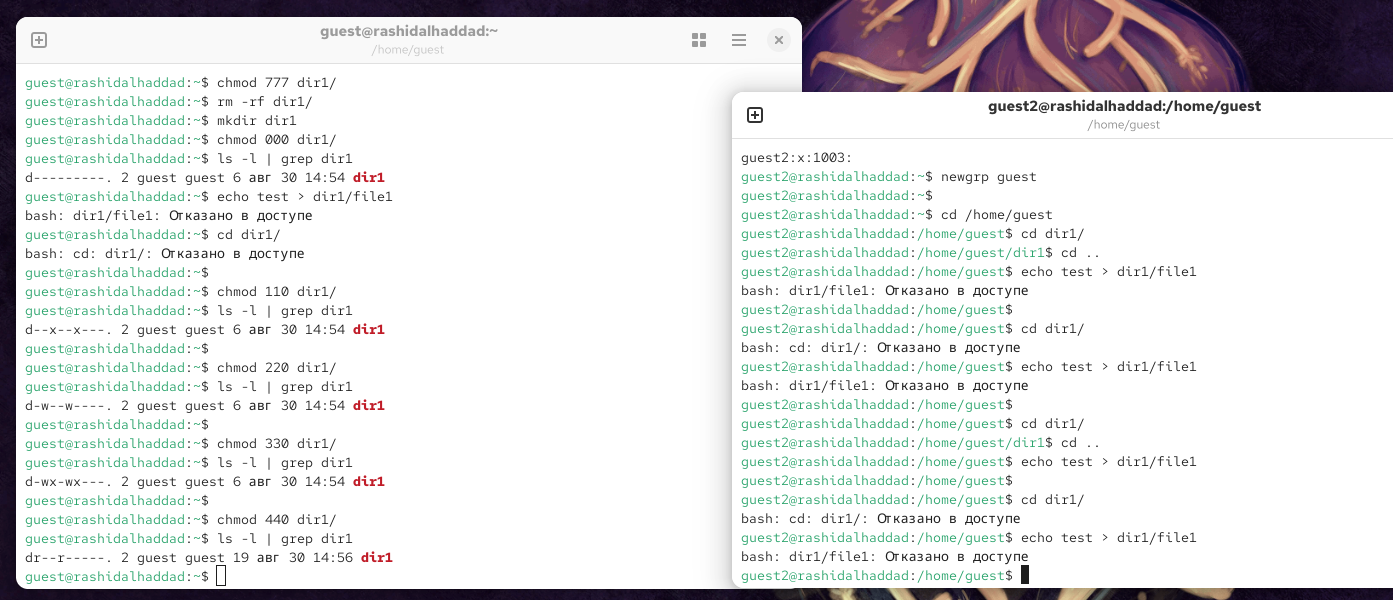 guest@rashidalhaddad:~
/home/guest
guest@rashidalhaddad:~$ chmod 777 dir1/
guest@rashidalhaddad:~$ rm -rf dir1/
guest@rashidalhaddad:~$ mkdir dir1
guest@rashidalhaddad:~$ chmod 000 dir1/
guest@rashidalhaddad:~$ ls -l | grep dir1
d---------. 2 guest guest 6 авг 30 14:54 dir1
guest@rashidalhaddad:~$ echo test > dir1/file1
bash: dir1/file1: Отказано в доступе
guest@rashidalhaddad:~$ cd dir1/
bash: cd: dir1/: Отказано в доступе
guest@rashidalhaddad:~$
guest@rashidalhaddad:~$ chmod 110 dir1/
guest@rashidalhaddad:~$ ls -l | grep dir1
d--x--x---. 2 guest guest 6 авг 30 14:54 dir1
guest@rashidalhaddad:~$
guest@rashidalhaddad:~$ chmod 220 dir1/
guest@rashidalhaddad:~$ ls -l | grep dir1
d-w--w----. 2 guest guest 6 авг 30 14:54 dir1
guest@rashidalhaddad:~$
guest@rashidalhaddad:~$ chmod 330 dir1/
guest@rashidalhaddad:~$ ls -l | grep dir1
d-wx-wx---. 2 guest guest 6 авг 30 14:54 dir1
guest@rashidalhaddad:~$
guest@rashidalhaddad:~$ chmod 440 dir1/
guest@rashidalhaddad:~$ ls -l | grep dir1
dr--r-----. 2 guest guest 19 авг 30 14:56 dir1
guest@rashidalhaddad:~$
guest2@rashidalhaddad:/home/guest
/home/guest
guest2:x:1003:
guest2@rashidalhaddad:~$ newgrp guest
guest2@rashidalhaddad:~$
guest2@rashidalhaddad:~$ cd /home/guest
guest2@rashidalhaddad:/home/guest$ cd dir1/
guest2@rashidalhaddad:/home/guest/dir1$ cd ..
guest2@rashidalhaddad:/home/guest$ echo test > dir1/file1
bash: dir1/file1: Отказано в доступе
guest2@rashidalhaddad:/home/guest$
guest2@rashidalhaddad:/home/guest$ cd dir1/
bash: cd: dir1/: Отказано в доступе
guest2@rashidalhaddad:/home/guest$ echo test > dir1/file1
bash: dir1/file1: Отказано в доступе
guest2@rashidalhaddad:/home/guest$
guest2@rashidalhaddad:/home/guest$ cd dir1/
guest2@rashidalhaddad:/home/guest/dir1$ cd ..
guest2@rashidalhaddad:/home/guest$ echo test > dir1/file1
guest2@rashidalhaddad:/home/guest$
guest2@rashidalhaddad:/home/guest$ cd dir1/
bash: cd: dir1/: Отказано в доступе
guest2@rashidalhaddad:/home/guest$ echo test > dir1/file1
bash: dir1/file1: Отказано в доступе
guest2@rashidalhaddad:/home/guest$